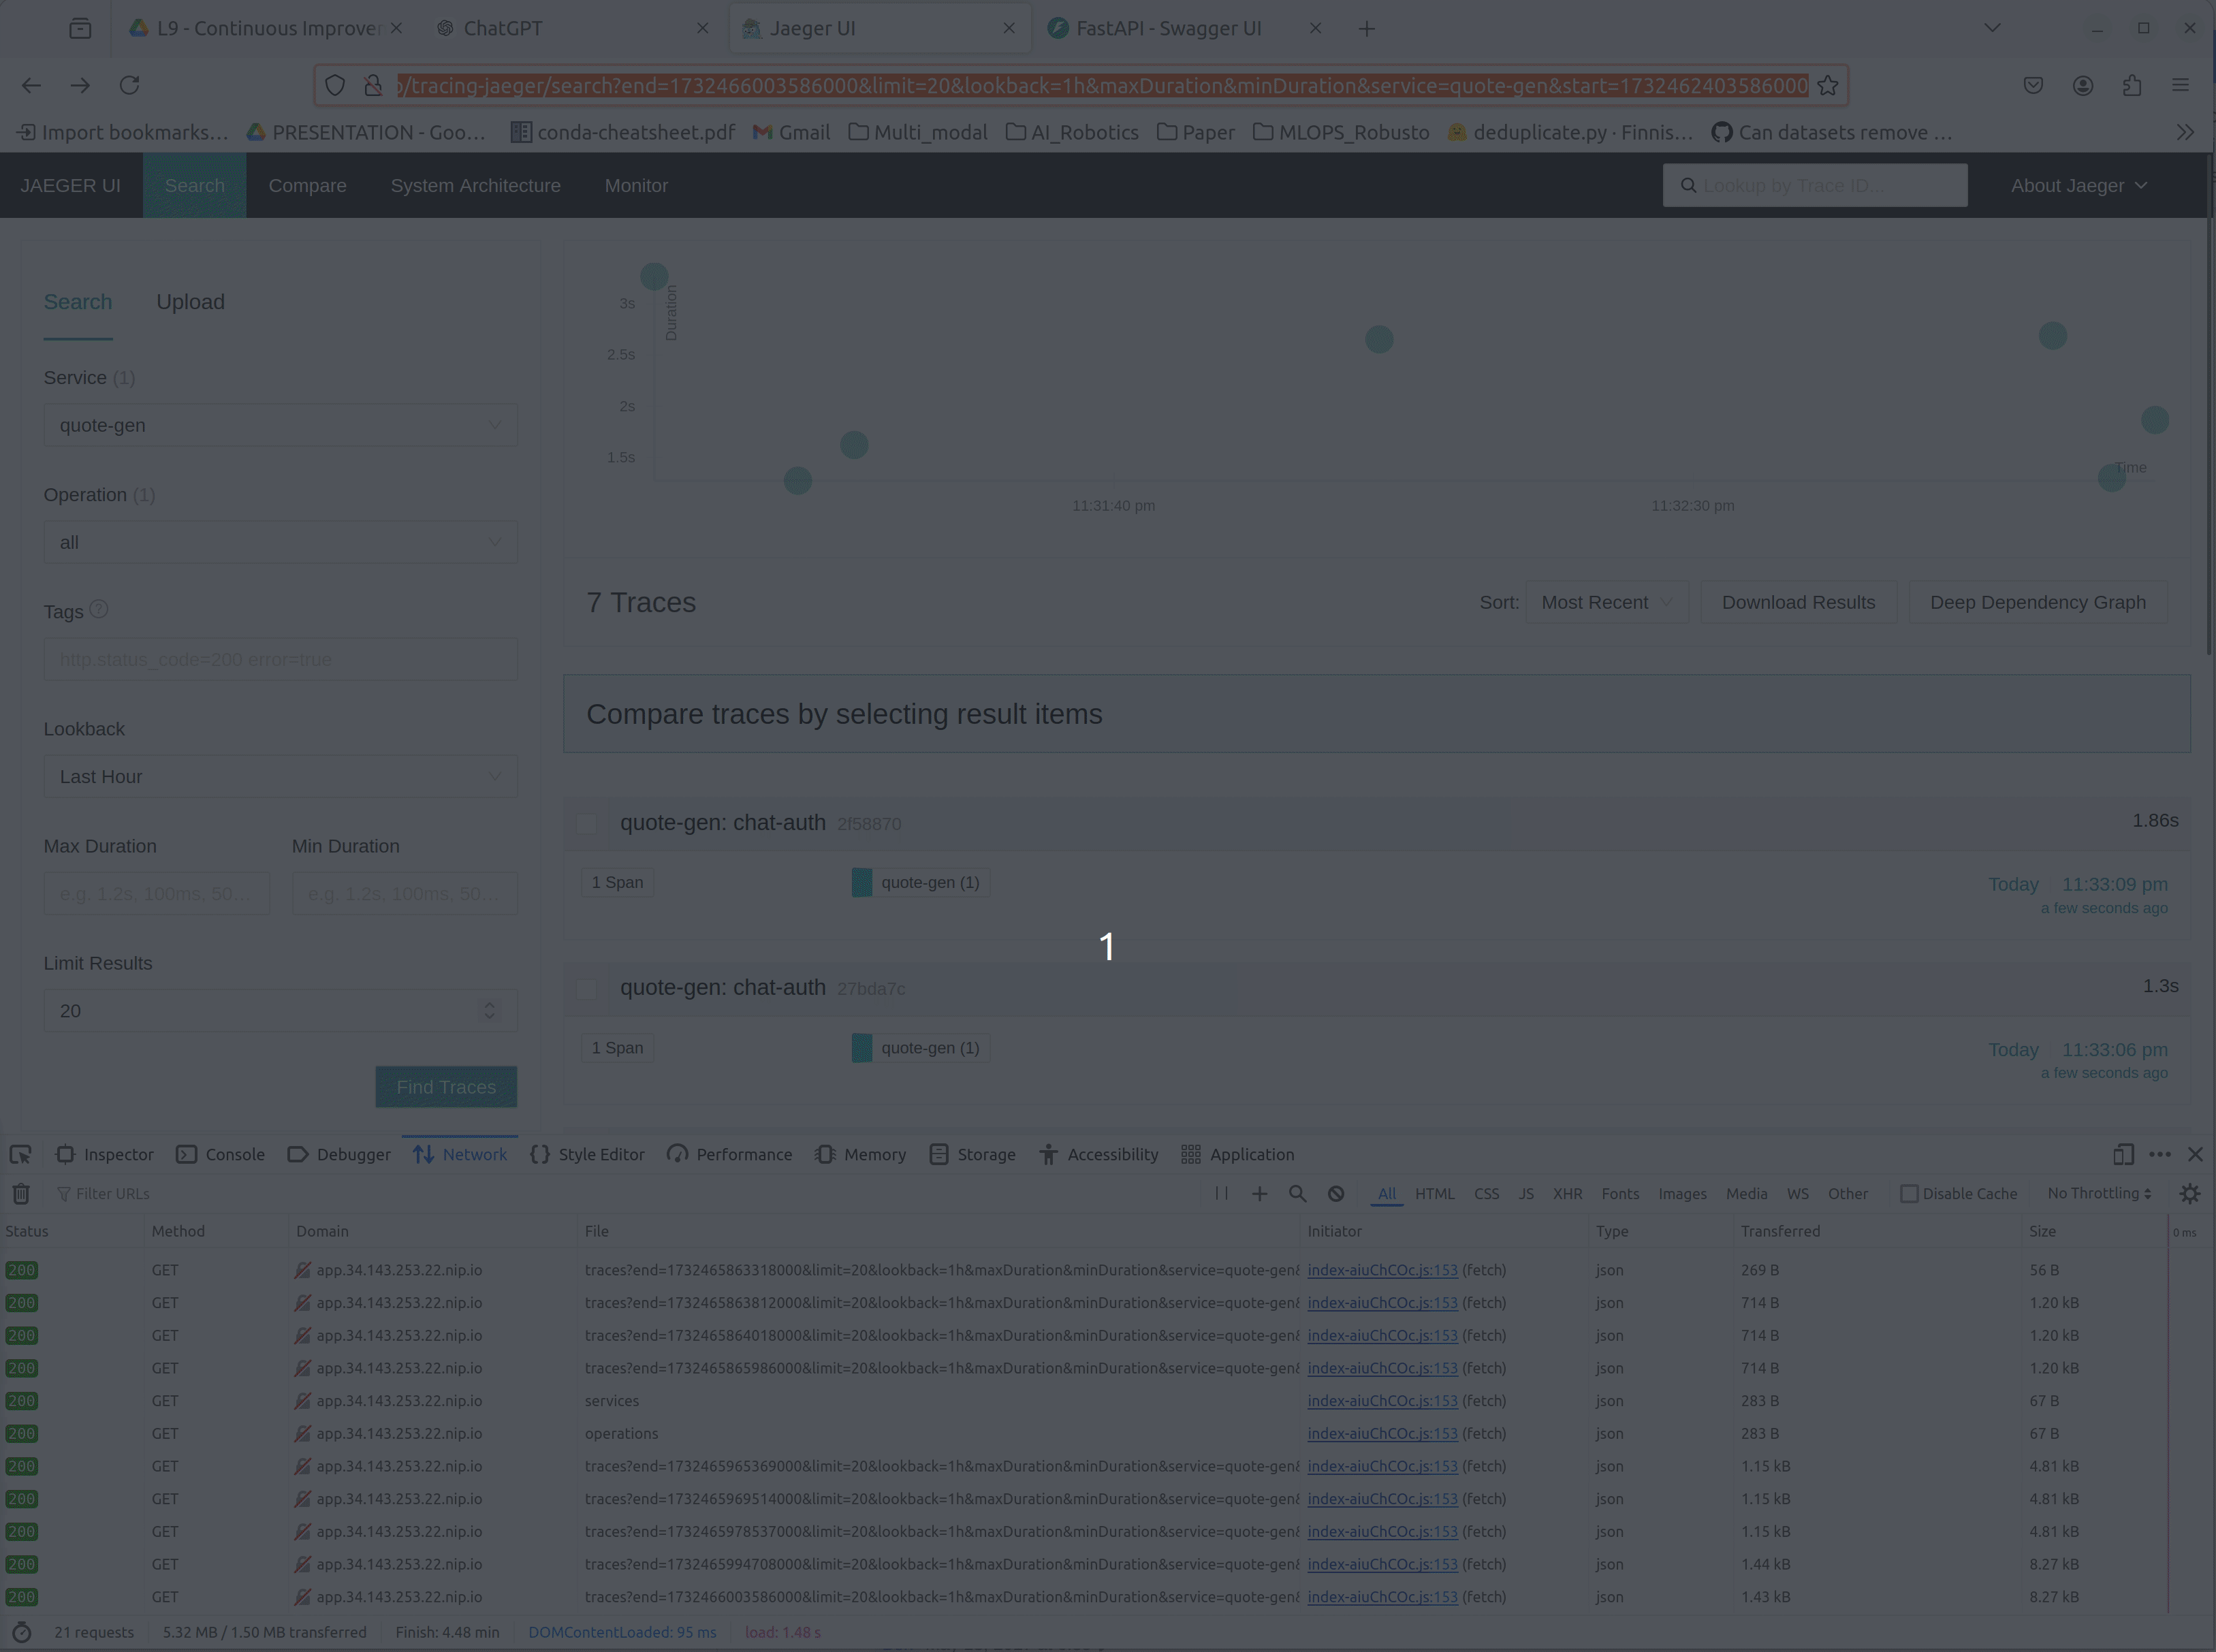 L9 - Continuous Improver
ChatGPT
Jaeger UI
FastAPI - Swagger UI
/tracing-jaeger/search?end=1732466003586000&limit=20&lookback=1h&maxDuration&minDuration&service=quote-gen&start=1732462403586000
Import bookmarks...
PRESENTATION - Goo...
conda-cheatsheet.pdf
Gmail
Multi_modal
AI_Robotics
Paper
MLOPS_Robusto
deduplicate.py · Finnis...
Can datasets remove ...
JAEGER UI
Search
Compare
System Architecture
Monitor
Lookup by Trace ID...
About Jaeger
Search
Upload
Service (1)
quote-gen
Operation (1)
all
Tags
http.status_code=200 error=true
Lookback
Last Hour
Max Duration
Min Duration
e.g. 1.2s, 100ms, 50...
e.g. 1.2s, 100ms, 50...
Limit Results
20
Find Traces
Duration
3s
2.5s
2s
1.5s
Time
11:31:40 pm
11:32:30 pm
7 Traces
Sort:
Most Recent
Download Results
Deep Dependency Graph
Compare traces by selecting result items
quote-gen: chat-auth 2f58870
1.86s
1 Span
quote-gen (1)
Today 11:33:09 pm
a few seconds ago
1
quote-gen: chat-auth 27bda7c
1.3s
1 Span
quote-gen (1)
Today 11:33:06 pm
a few seconds ago
Inspector
Console
Debugger
Network
Style Editor
Performance
Memory
Storage
Accessibility
Application
Filter URLs
All
HTML
CSS
JS
XHR
Fonts
Images
Media
WS
Other
Disable Cache
No Throttling
Status Method Domain File Initiator Type Transferred Size 0 ms
200 GET app.34.143.253.22.nip.io traces?end=1732465863318000&limit=20&lookback=1h&maxDuration&minDuration&service=quote-gen& index-aiuChCOc.js:153 (fetch) json 269 B 56 B
200 GET app.34.143.253.22.nip.io traces?end=1732465863812000&limit=20&lookback=1h&maxDuration&minDuration&service=quote-gen& index-aiuChCOc.js:153 (fetch) json 714 B 1.20 kB
200 GET app.34.143.253.22.nip.io traces?end=1732465864018000&limit=20&lookback=1h&maxDuration&minDuration&service=quote-gen& index-aiuChCOc.js:153 (fetch) json 714 B 1.20 kB
200 GET app.34.143.253.22.nip.io traces?end=1732465865986000&limit=20&lookback=1h&maxDuration&minDuration&service=quote-gen& index-aiuChCOc.js:153 (fetch) json 714 B 1.20 kB
200 GET app.34.143.253.22.nip.io services index-aiuChCOc.js:153 (fetch) json 283 B 67 B
200 GET app.34.143.253.22.nip.io operations index-aiuChCOc.js:153 (fetch) json 283 B 67 B
200 GET app.34.143.253.22.nip.io traces?end=1732465965369000&limit=20&lookback=1h&maxDuration&minDuration&service=quote-gen& index-aiuChCOc.js:153 (fetch) json 1.15 kB 4.81 kB
200 GET app.34.143.253.22.nip.io traces?end=1732465969514000&limit=20&lookback=1h&maxDuration&minDuration&service=quote-gen& index-aiuChCOc.js:153 (fetch) json 1.15 kB 4.81 kB
200 GET app.34.143.253.22.nip.io traces?end=1732465978537000&limit=20&lookback=1h&maxDuration&minDuration&service=quote-gen& index-aiuChCOc.js:153 (fetch) json 1.15 kB 4.81 kB
200 GET app.34.143.253.22.nip.io traces?end=1732465994708000&limit=20&lookback=1h&maxDuration&minDuration&service=quote-gen& index-aiuChCOc.js:153 (fetch) json 1.44 kB 8.27 kB
200 GET app.34.143.253.22.nip.io traces?end=1732466003586000&limit=20&lookback=1h&maxDuration&minDuration&service=quote-gen& index-aiuChCOc.js:153 (fetch) json 1.43 kB 8.27 kB
21 requests
5.32 MB / 1.50 MB transferred
Finish: 4.48 min
DOMContentLoaded: 95 ms
load: 1.48 s